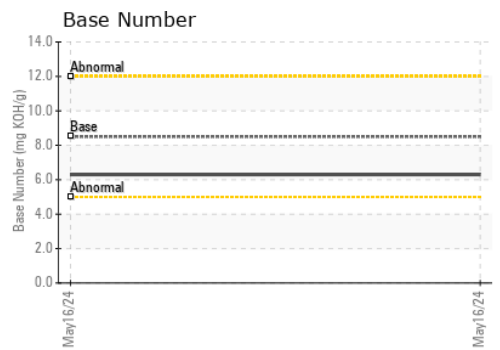 Base Number
Base Number (mg KOH/g)
14.0
12.0
10.0
8.0
6.0
4.0
2.0
0.0
Abnormal
Base
Abnormal
May16/24
May16/24